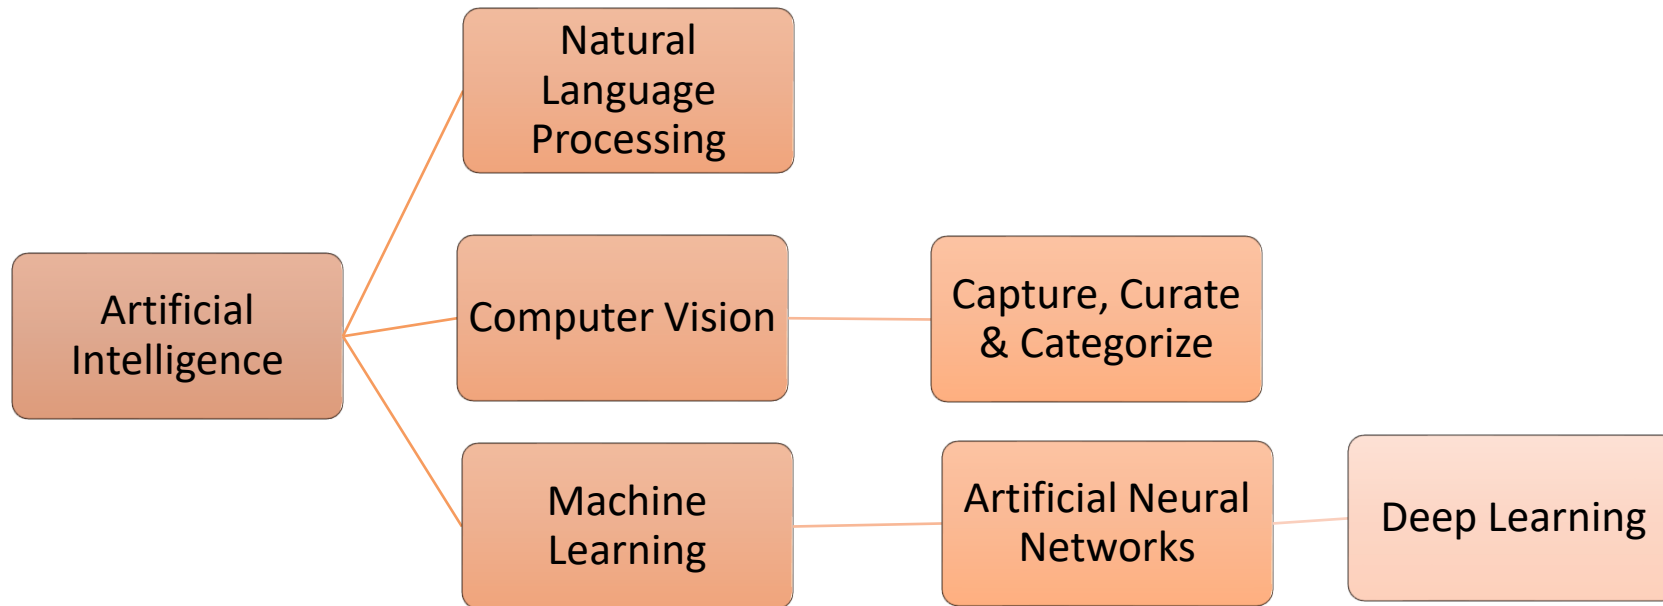 Natural
Language
Processing
Artificial
Intelligence
Computer Vision
Capture, Curate
& Categorize
Machine
Learning
Artificial Neural
Networks
Deep Learning